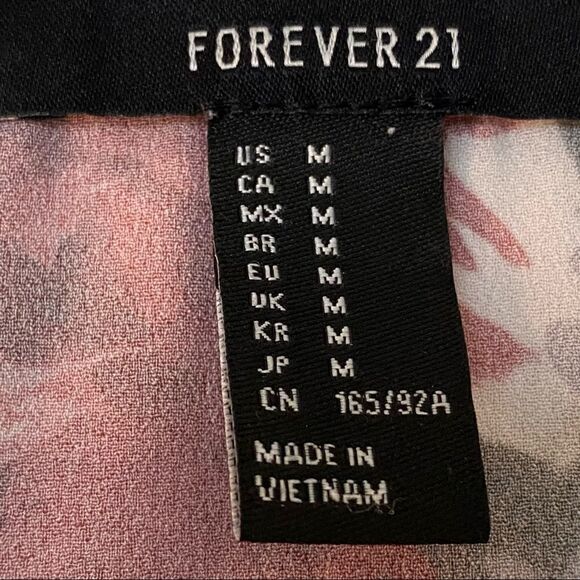 FOREVER 21
US M
CA M
MX M
BR M
EU M
UK M
KR M
JP M
CN 165/92A
MADE IN
VIETNAM